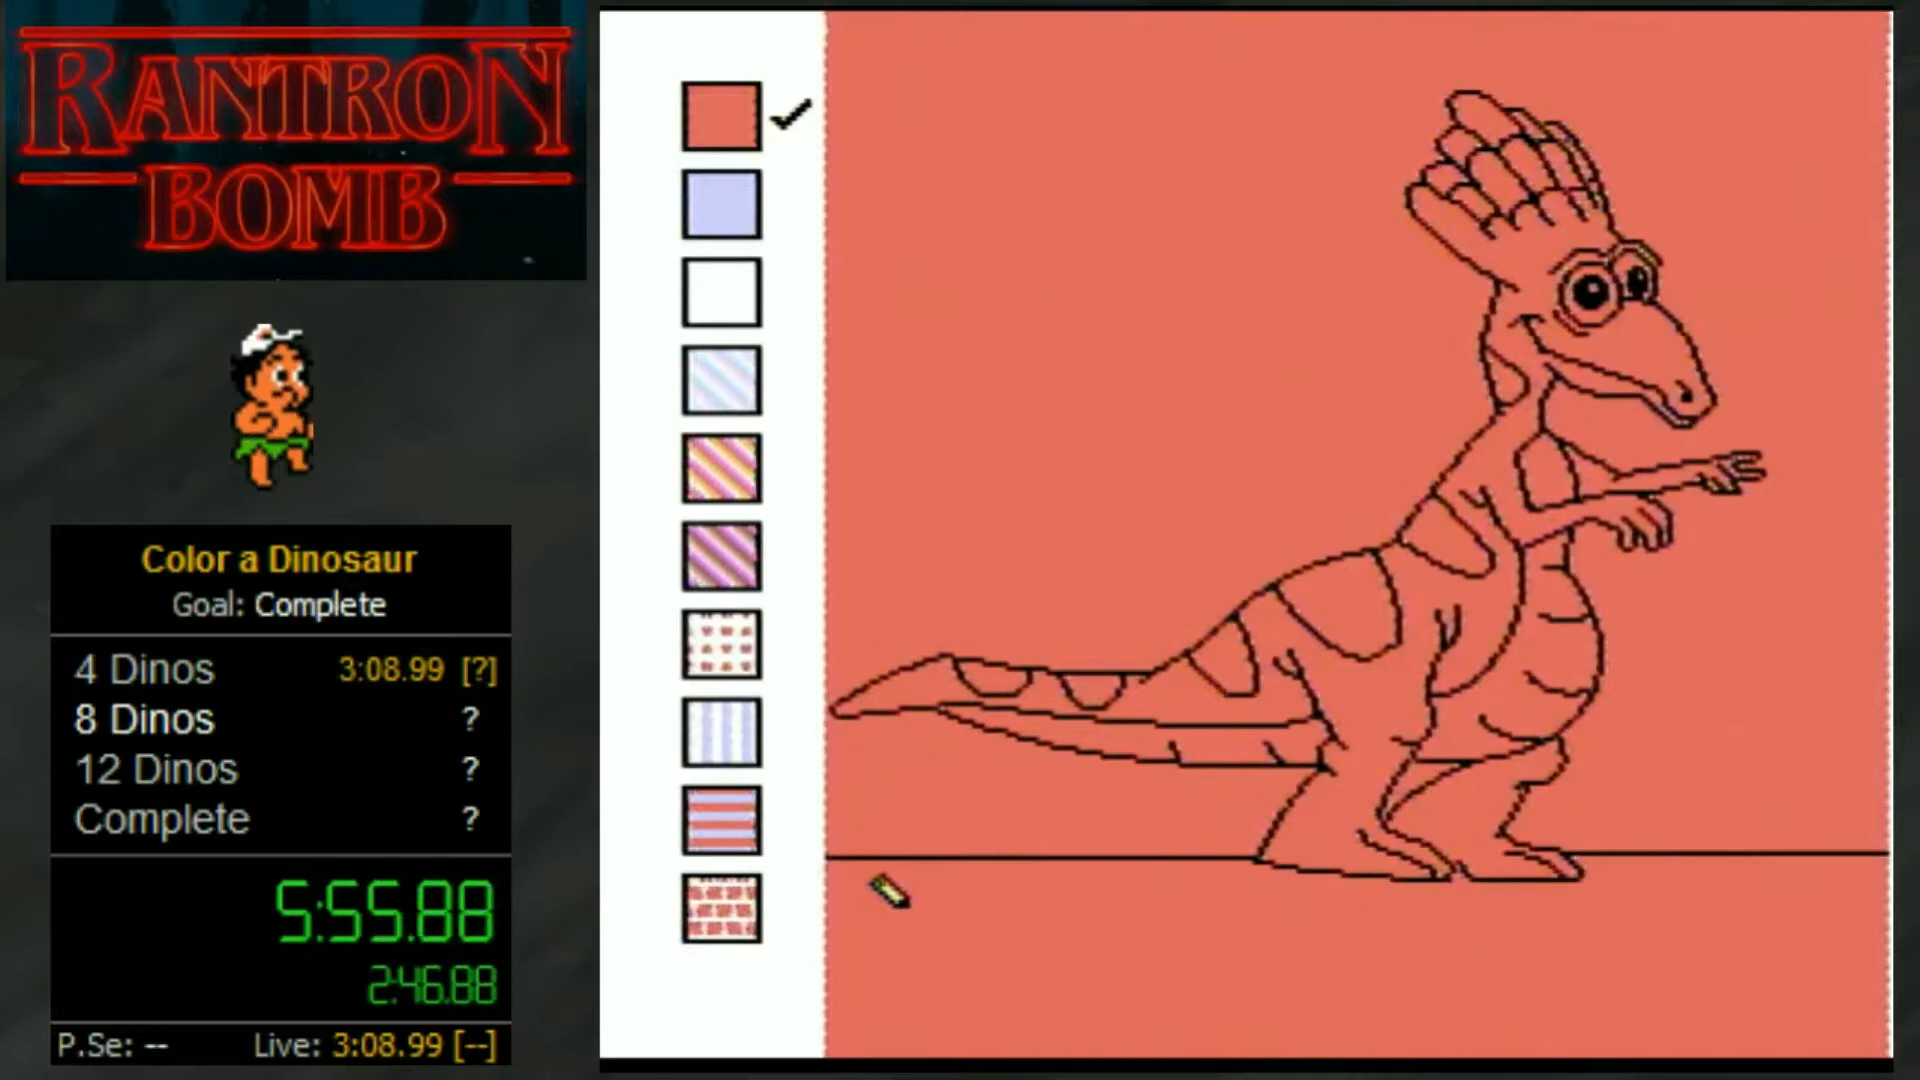 RANTRON
BOMB
Color a Dinosaur
Goal: Complete
4 Dinos 3:08.99 [?]
8 Dinos ?
12 Dinos ?
Complete ?
5:55.88
2:46.88
P.Se: -- Live: 3:08.99 [--]